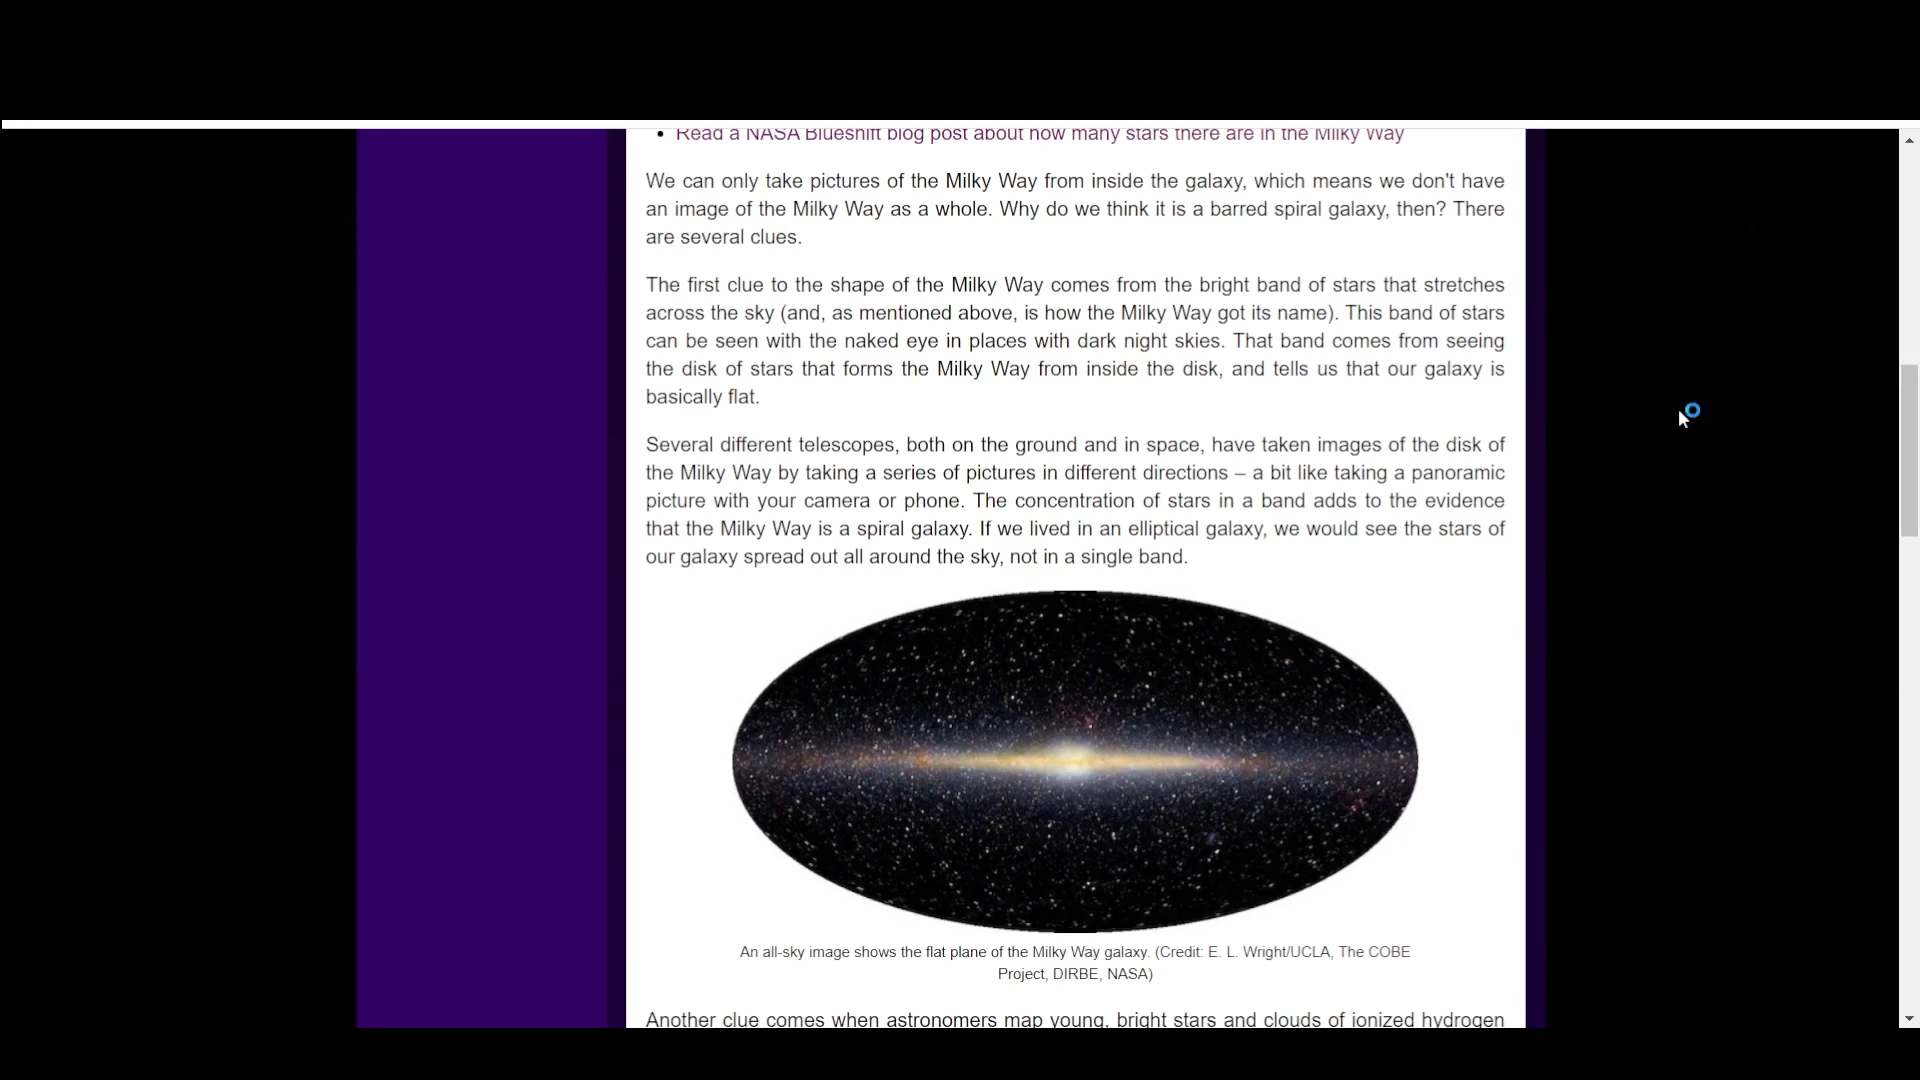 Read a NASA Blueshift blog post about how many stars there are in the Milky Way
We can only take pictures of the Milky Way from inside the galaxy, which means we don't have
an image of the Milky Way as a whole. Why do we think it is a barred spiral galaxy, then? There
are several clues.
The first clue to the shape of the Milky Way comes from the bright band of stars that stretches
across the sky (and, as mentioned above, is how the Milky Way got its name). This band of stars
can be seen with the naked eye in places with dark night skies. That band comes from seeing
the disk of stars that forms the Milky Way from inside the disk, and tells us that our galaxy is
basically flat.
Several different telescopes, both on the ground and in space, have taken images of the disk of
the Milky Way by taking a series of pictures in different directions – a bit like taking a panoramic
picture with your camera or phone. The concentration of stars in a band adds to the evidence
that the Milky Way is a spiral galaxy. If we lived in an elliptical galaxy, we would see the stars of
our galaxy spread out all around the sky, not in a single band.
An all-sky image shows the flat plane of the Milky Way galaxy. (Credit: E. L. Wright/UCLA, The COBE
Project, DIRBE, NASA)
Another clue comes when astronomers map young, bright stars and clouds of ionized hydrogen